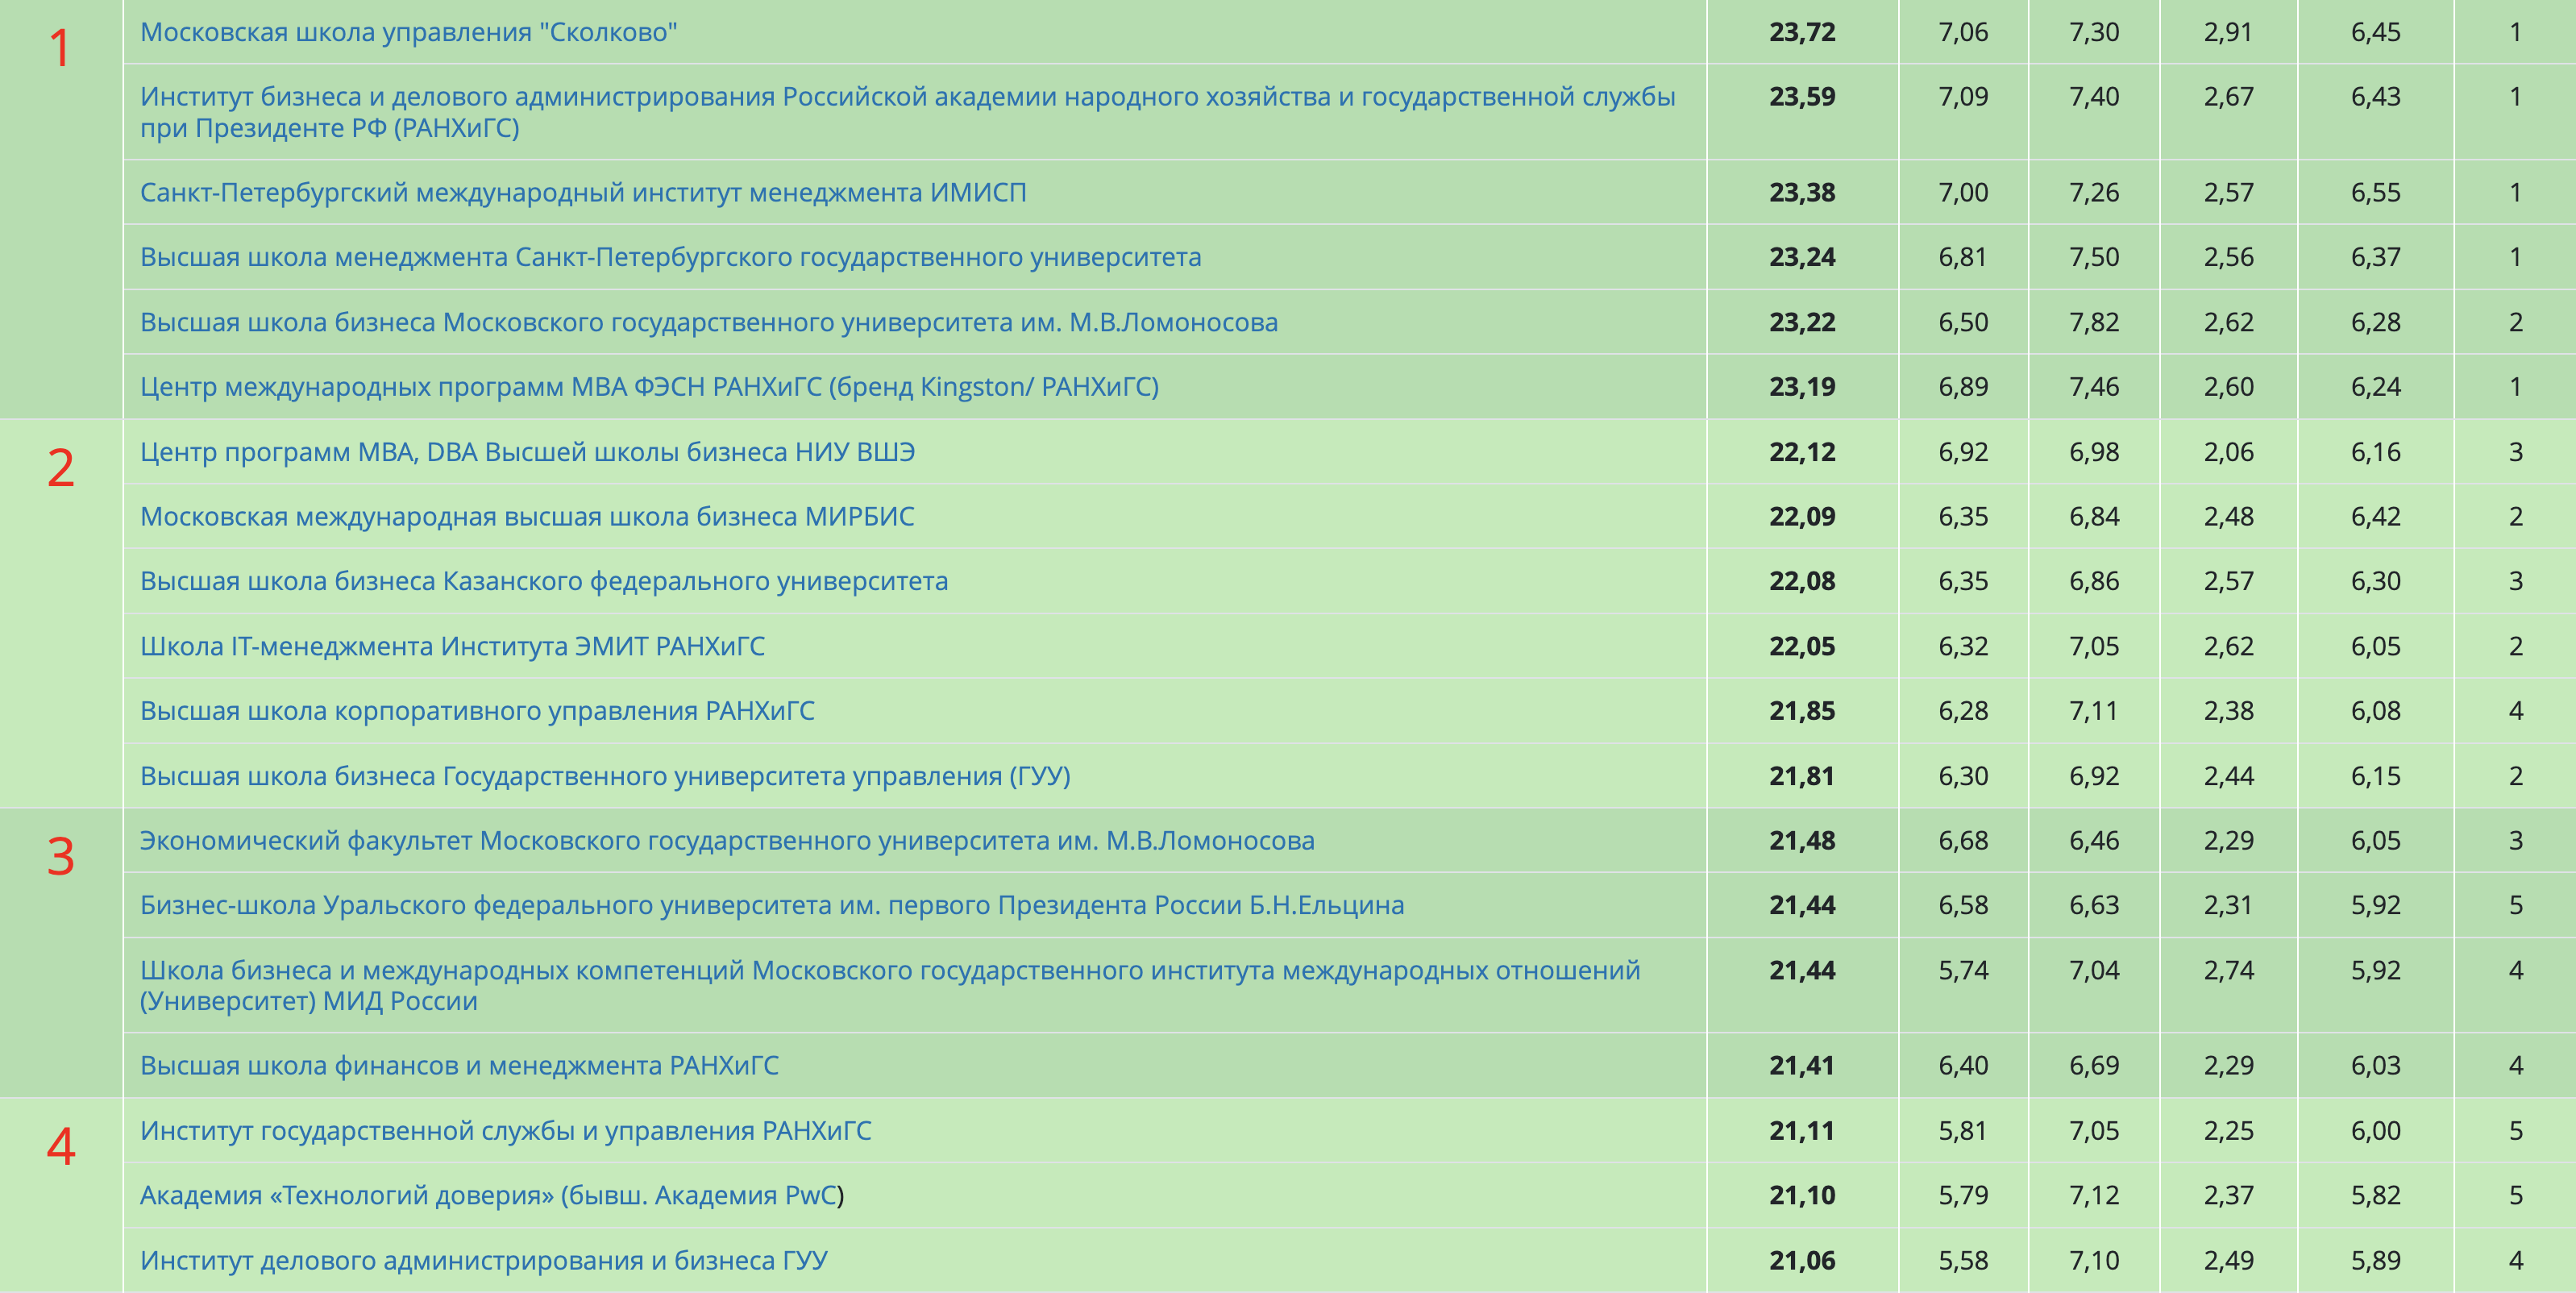 1 Московская школа управления "Сколково" 23,72 7,06 7,30 2,91 6,45 1
Институт бизнеса и делового администрирования Российской академии народного хозяйства и государственной службы 23,59 7,09 7,40 2,67 6,43 1
при Президенте РФ (РАНХиГС)
Санкт-Петербургский международный институт менеджмента ИМИСП 23,38 7,00 7,26 2,57 6,55 1
Высшая школа менеджмента Санкт-Петербургского государственного университета 23,24 6,81 7,50 2,56 6,37 1
Высшая школа бизнеса Московского государственного университета им. М.В.Ломоносова 23,22 6,50 7,82 2,62 6,28 2
Центр международных программ МВА ФЭСН РАНХиГС (бренд Kingston/ РАНХиГС) 23,19 6,89 7,46 2,60 6,24 1
2 Центр программ МВА, DBA Высшей школы бизнеса НИУ ВШЭ 22,12 6,92 6,98 2,06 6,16 3
Московская международная высшая школа бизнеса МИРБИС 22,09 6,35 6,84 2,48 6,42 2
Высшая школа бизнеса Казанского федерального университета 22,08 6,35 6,86 2,57 6,30 3
Школа IT-менеджмента Института ЭМИТ РАНХиГС 22,05 6,32 7,05 2,62 6,05 2
Высшая школа корпоративного управления РАНХиГС 21,85 6,28 7,11 2,38 6,08 4
Высшая школа бизнеса Государственного университета управления (ГУУ) 21,81 6,30 6,92 2,44 6,15 2
3 Экономический факультет Московского государственного университета им. М.В.Ломоносова 21,48 6,68 6,46 2,29 6,05 3
Бизнес-школа Уральского федерального университета им. первого Президента России Б.Н.Ельцина 21,44 6,58 6,63 2,31 5,92 5
Школа бизнеса и международных компетенций Московского государственного института международных отношений 21,44 5,74 7,04 2,74 5,92 4
(Университет) МИД России
Высшая школа финансов и менеджмента РАНХиГС 21,41 6,40 6,69 2,29 6,03 4
4 Институт государственной службы и управления РАНХиГС 21,11 5,81 7,05 2,25 6,00 5
Академия «Технологий доверия» (бывш. Академия PwC) 21,10 5,79 7,12 2,37 5,82 5
Институт делового администрирования и бизнеса ГУУ 21,06 5,58 7,10 2,49 5,89 4